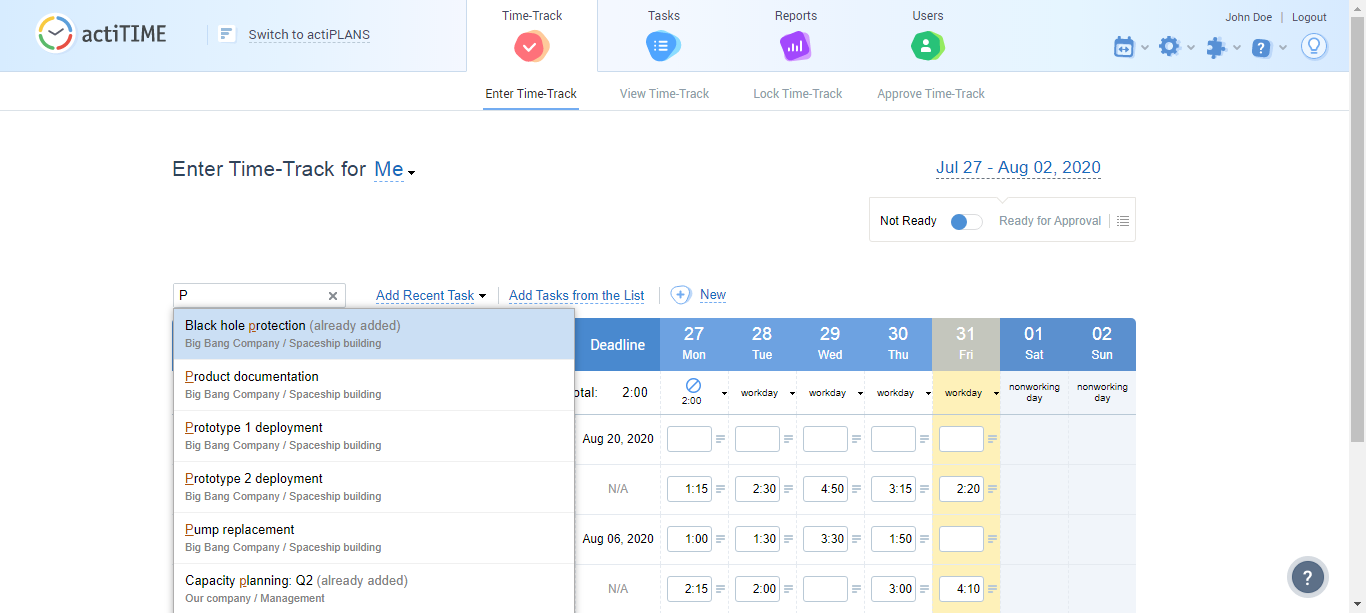 actiTIME
Switch to actiPLANS
Time-Track
Tasks
Reports
Users
John Doe | Logout
Enter Time-Track
View Time-Track
Lock Time-Track
Approve Time-Track
Enter Time-Track for Me
Jul 27 - Aug 02, 2020
Not Ready
Ready for Approval
P
Add Recent Task
Add Tasks from the List
New
Black hole protection (already added)
Big Bang Company / Spaceship building
Product documentation
Big Bang Company / Spaceship building
Prototype 1 deployment
Big Bang Company / Spaceship building
Prototype 2 deployment
Big Bang Company / Spaceship building
Pump replacement
Big Bang Company / Spaceship building
Capacity planning: Q2 (already added)
Our company / Management
Deadline
27 28 29 30 31 01 02
Mon Tue Wed Thu Fri Sat Sun
otal: 2:00 2:00 workday workday workday workday nonworking day nonworking day
Aug 20, 2020
N/A 1:15 2:30 4:50 3:15 2:20
Aug 06, 2020 1:00 1:30 3:30 1:50
N/A 2:15 2:00 3:00 4:10
?